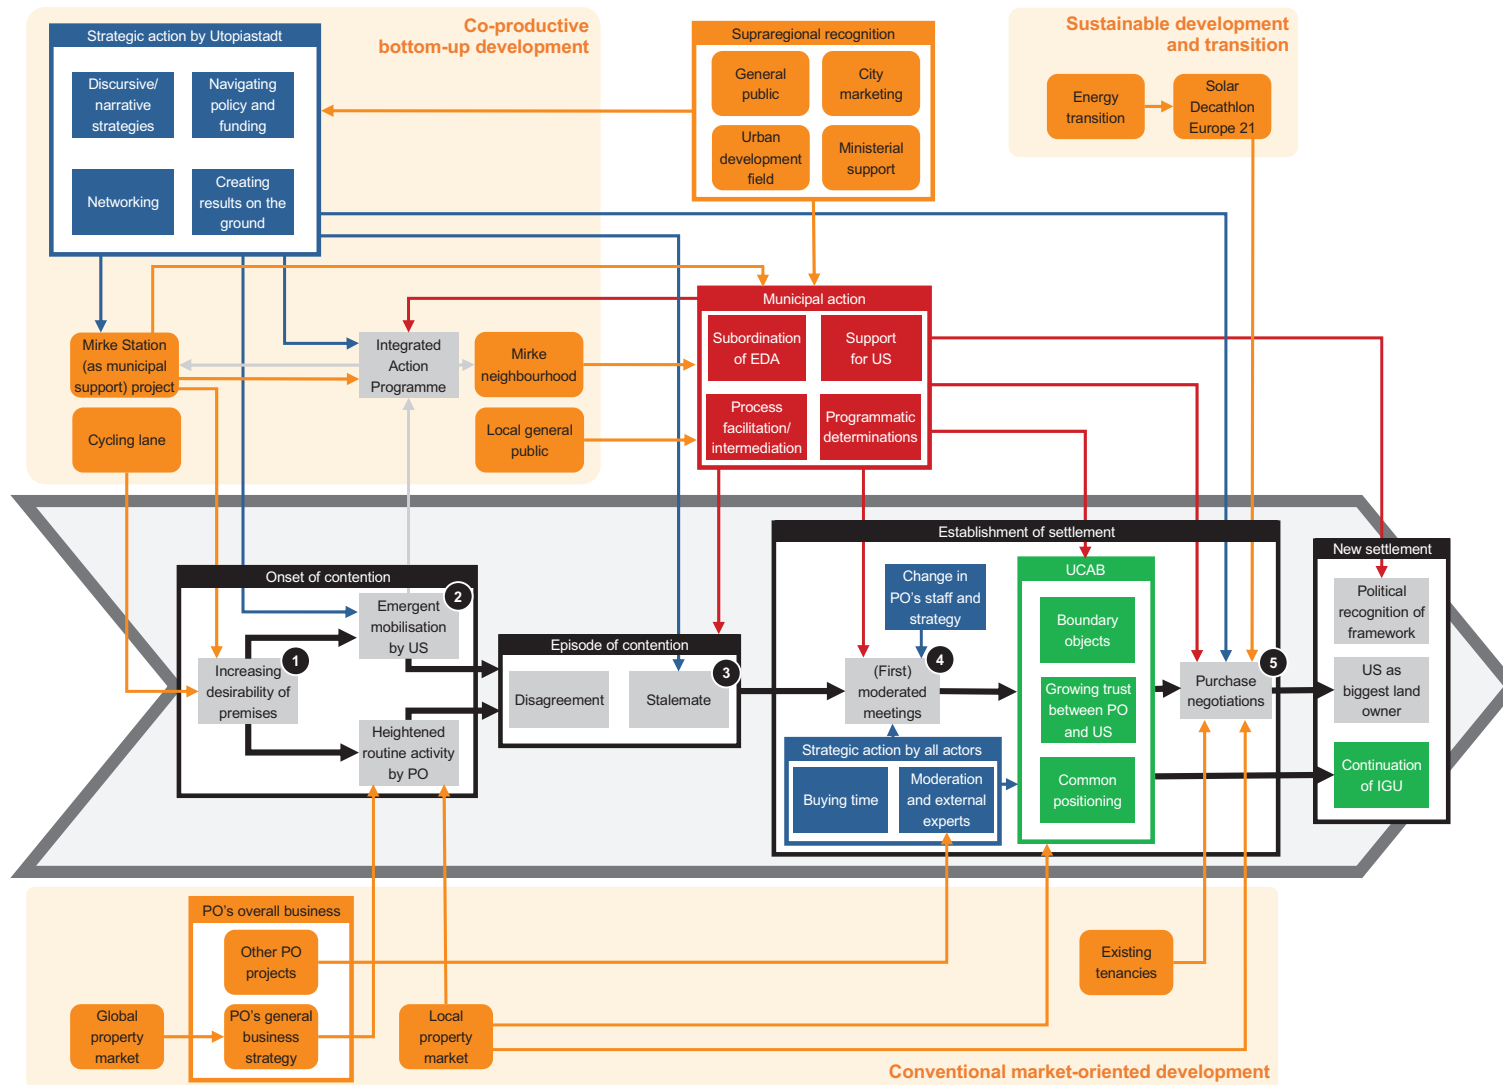 Co-productive
bottom-up development
Strategic action by Utopiastadt
Discursive/
narrative
strategies
Navigating
policy and
funding
Networking
Creating
results on the
ground
Supraregional recognition
General
public
City
marketing
Urban
development
field
Ministerial
support
Sustainable development
and transition
Energy
transition
Solar
Decathlon
Europe 21
Mirke Station
(as municipal
support) project
Integrated
Action
Programme
Mirke
neighbourhood
Cycling lane
Local general
public
Municipal action
Subordination
of EDA
Support
for US
Process
facilitation/
intermediation
Programmatic
determinations
Onset of contention
Increasing
desirability of
premises
1
Emergent
mobilisation
by US
2
Heightened
routine activity
by PO
Episode of contention
Disagreement
Stalemate
3
Establishment of settlement
Change in
PO's staff and
strategy
(First)
moderated
meetings
4
Strategic action by all actors
Buying time
Moderation
and external
experts
UCAB
Boundary
objects
Growing trust
between PO
and US
Common
positioning
Purchase
negotiations
5
New settlement
Political
recognition of
framework
US as
biggest land
owner
Continuation
of IGU
PO's overall business
Other PO
projects
Global
property
market
PO's general
business
strategy
Local
property
market
Existing
tenancies
Conventional market-oriented development